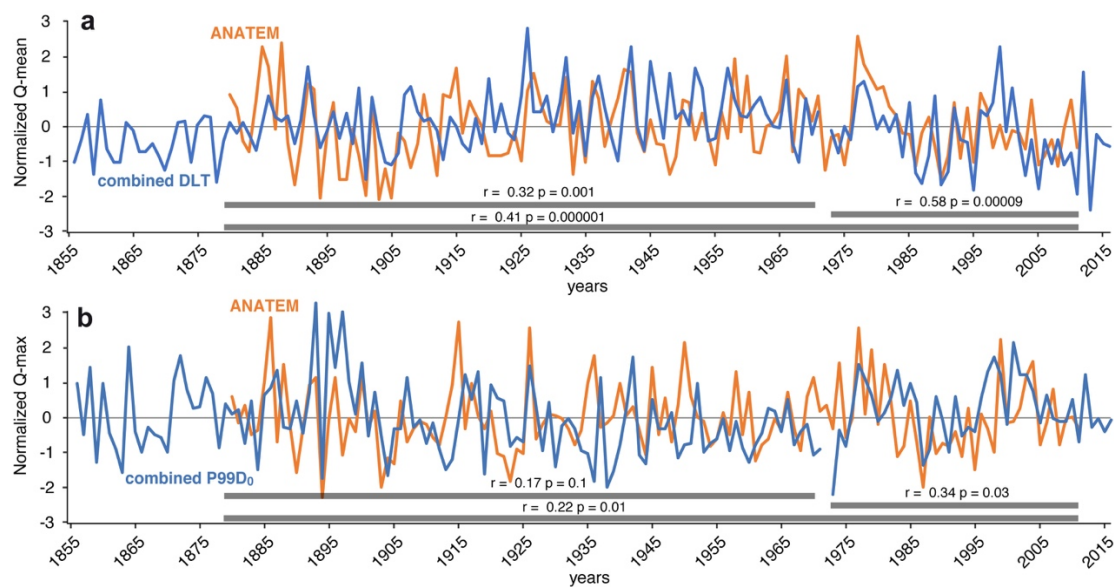 a
ANATEM
Normalized Q-mean
3
2
1
0
-1
-2
-3
combined DLT
r = 0.32 p = 0.001
r = 0.58 p = 0.00009
r = 0.41 p = 0.000001
1855 1865 1875 1885 1895 1905 1915 1925 1935 1945 1955 1965 1975 1985 1995 2005 2015
years
b
ANATEM
Normalized Q-max
3
2
1
0
-1
-2
-3
combined P99D₀
r = 0.17 p = 0.1
r = 0.34 p = 0.03
r = 0.22 p = 0.01
1855 1865 1875 1885 1895 1905 1915 1925 1935 1945 1955 1965 1975 1985 1995 2005 2015
years